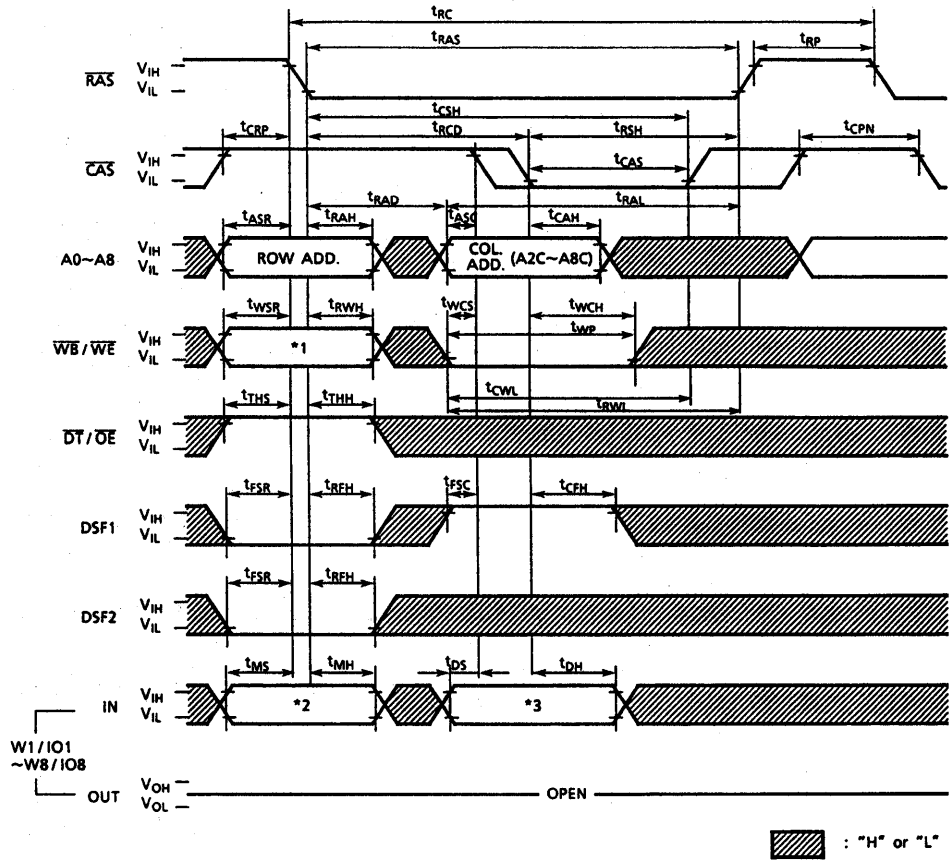 tRC
tRAS
tRP
RAS
VIH
VIL
tCSH
tCRP
tRCD
tRSH
tCPN
CAS
VIH
VIL
tCAS
tRAD
tRAL
tASR
tRAH
tASC
tCAH
A0~A8
VIH
VIL
ROW ADD.
COL. ADD. (A2C~A8C)
tWSR
tRWH
tWCS
tWCH
tWP
WB/WE
VIH
VIL
*1
tCWL
tRWL
tTHS
tTHH
DT/OE
VIH
VIL
tFSR
tRFH
tFSC
tCFH
DSF1
VIH
VIL
tFSR
tRFH
DSF2
VIH
VIL
tMS
tMH
tDS
tDH
IN
VIH
VIL
*2
*3
W1/IO1
~W8/IO8
OUT
VOH
VOL
OPEN
: "H" or "L"